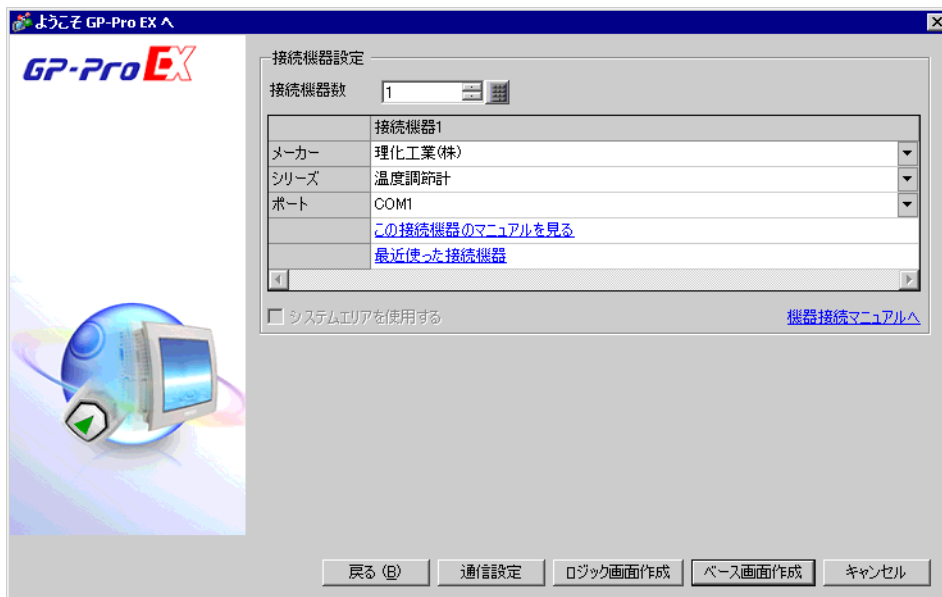 ようこそ GP-Pro EX へ
GP-Pro EX
接続機器設定
接続機器数 1
接続機器1
メーカー 理化工業(株)
シリーズ 温度調節計
ポート COM1
この接続機器のマニュアルを見る
最近使った接続機器
システムエリアを使用する 機器接続マニュアルへ
戻る (B) 通信設定 ロジック画面作成 ベース画面作成 キャンセル